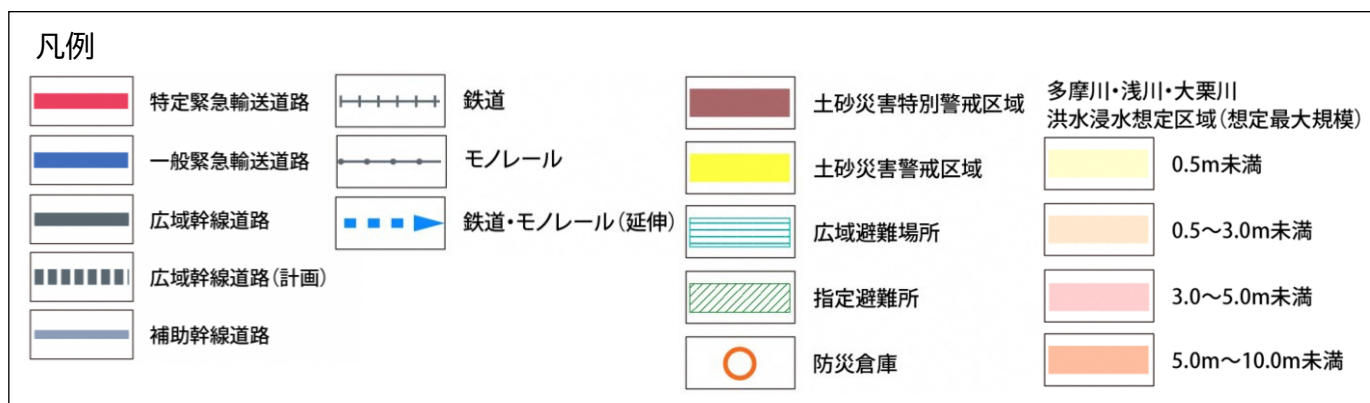 凡例
特定緊急輸送道路
一般緊急輸送道路
広域幹線道路
広域幹線道路（計画）
補助幹線道路
鉄道
モノレール
鉄道・モノレール（延伸）
土砂災害特別警戒区域
土砂災害警戒区域
広域避難場所
指定避難所
防災倉庫
多摩川・浅川・大栗川
洪水浸水想定区域（想定最大規模）
0.5m未満
0.5〜3.0m未満
3.0〜5.0m未満
5.0m〜10.0m未満